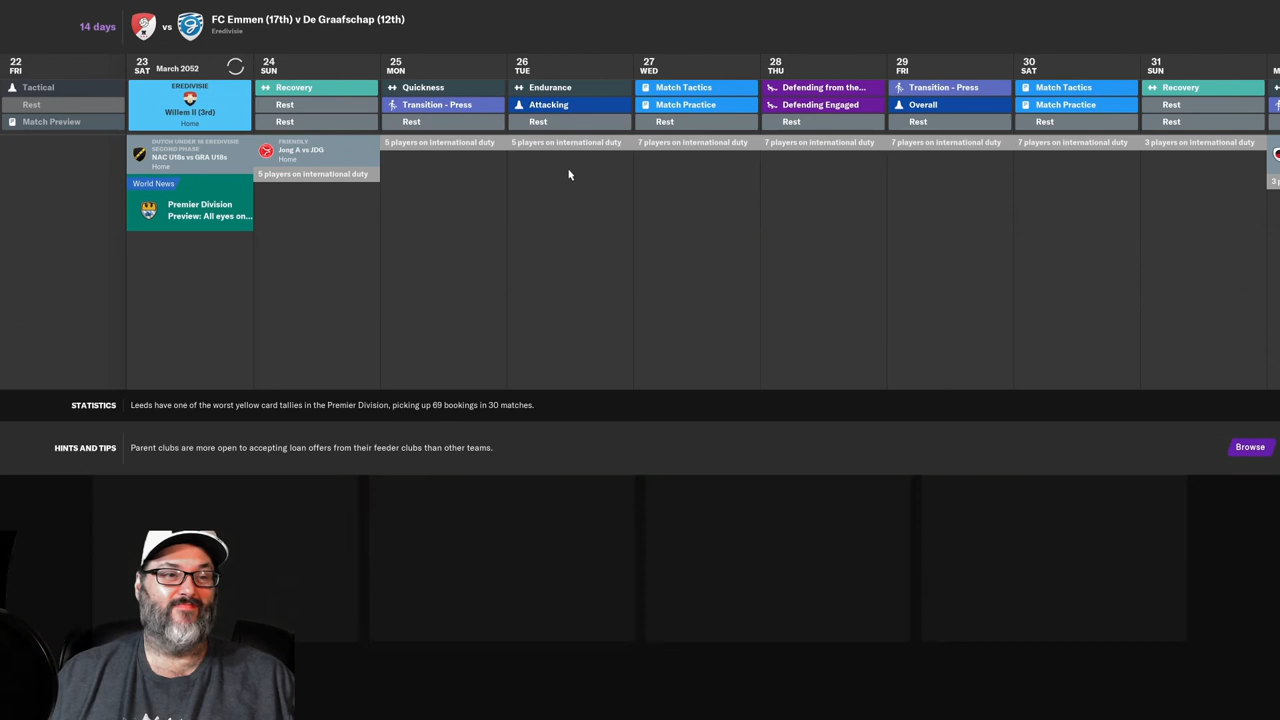 14 days
vs
FC Emmen (17th) v De Graafschap (12th)
Eredivisie
22
FRI
23
SAT
March 2052
24
SUN
25
MON
26
TUE
27
WED
28
THU
29
FRI
30
SAT
31
SUN
Tactical
Rest
Match Preview
EREDIVISIE
Willem II (3rd)
Home
Recovery
Rest
Rest
Quickness
Transition - Press
Rest
Endurance
Attacking
Rest
Match Tactics
Match Practice
Rest
Defending from the...
Defending Engaged
Rest
Transition - Press
Overall
Rest
Match Tactics
Match Practice
Rest
Recovery
Rest
Rest
DUTCH UNDER 18 EREDIVISIE
SECOND PHASE
NAC U18s vs GRA U18s
Home
World News
Premier Division
Preview: All eyes on...
FRIENDLY
Jong A vs JDG
Home
5 players on international duty
5 players on international duty
5 players on international duty
7 players on international duty
7 players on international duty
7 players on international duty
7 players on international duty
3 players on international duty
3 p
STATISTICS
Leeds have one of the worst yellow card tallies in the Premier Division, picking up 69 bookings in 30 matches.
HINTS AND TIPS
Parent clubs are more open to accepting loan offers from their feeder clubs than other teams.
Browse